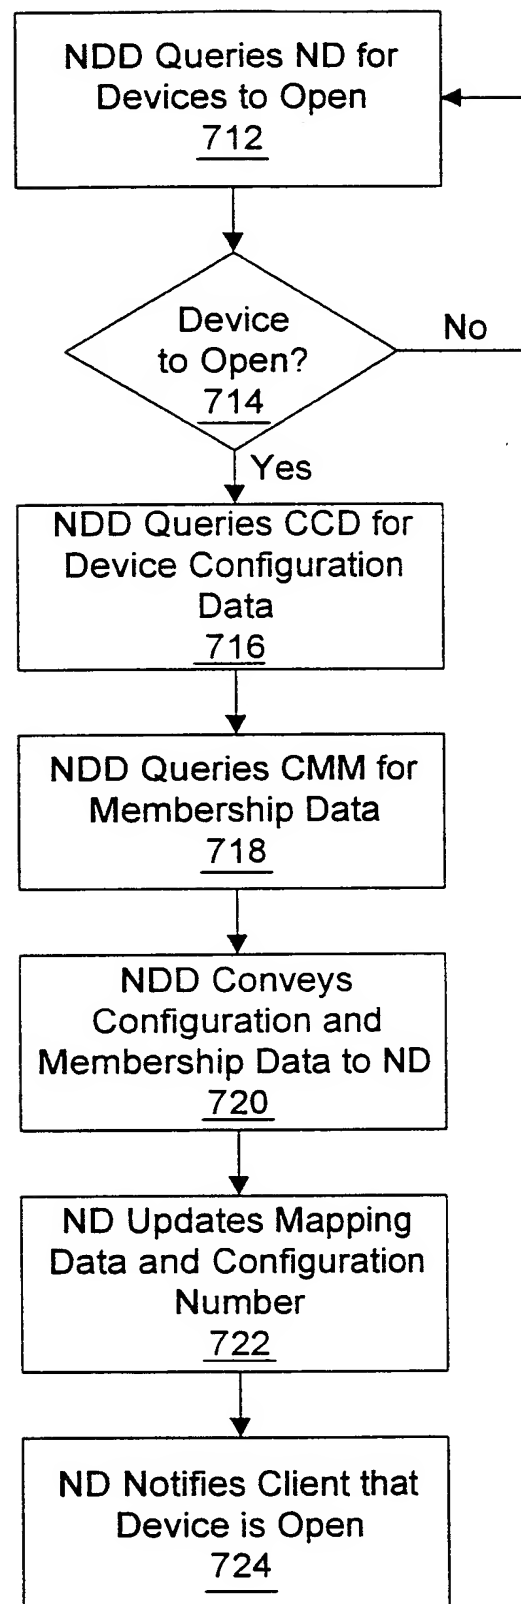 NDD Queries ND for
Devices to Open
712
Device
to Open?
714
No
Yes
NDD Queries CCD for
Device Configuration
Data
716
NDD Queries CMM for
Membership Data
718
NDD Conveys
Configuration and
Membership Data to ND
720
ND Updates Mapping
Data and Configuration
Number
722
ND Notifies Client that
Device is Open
724